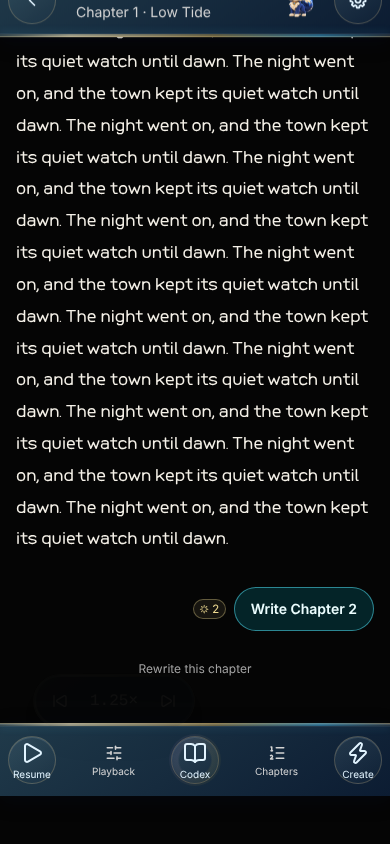 Chapter 1 · Low Tide
its quiet watch until dawn. The night went
on, and the town kept its quiet watch until
dawn. The night went on, and the town kept
its quiet watch until dawn. The night went
on, and the town kept its quiet watch until
dawn. The night went on, and the town kept
its quiet watch until dawn. The night went
on, and the town kept its quiet watch until
dawn. The night went on, and the town kept
its quiet watch until dawn. The night went
on, and the town kept its quiet watch until
dawn. The night went on, and the town kept
its quiet watch until dawn. The night went
on, and the town kept its quiet watch until
dawn. The night went on, and the town kept
its quiet watch until dawn.
2
Write Chapter 2
Rewrite this chapter
1.25×
Resume
Playback
Codex
Chapters
Create